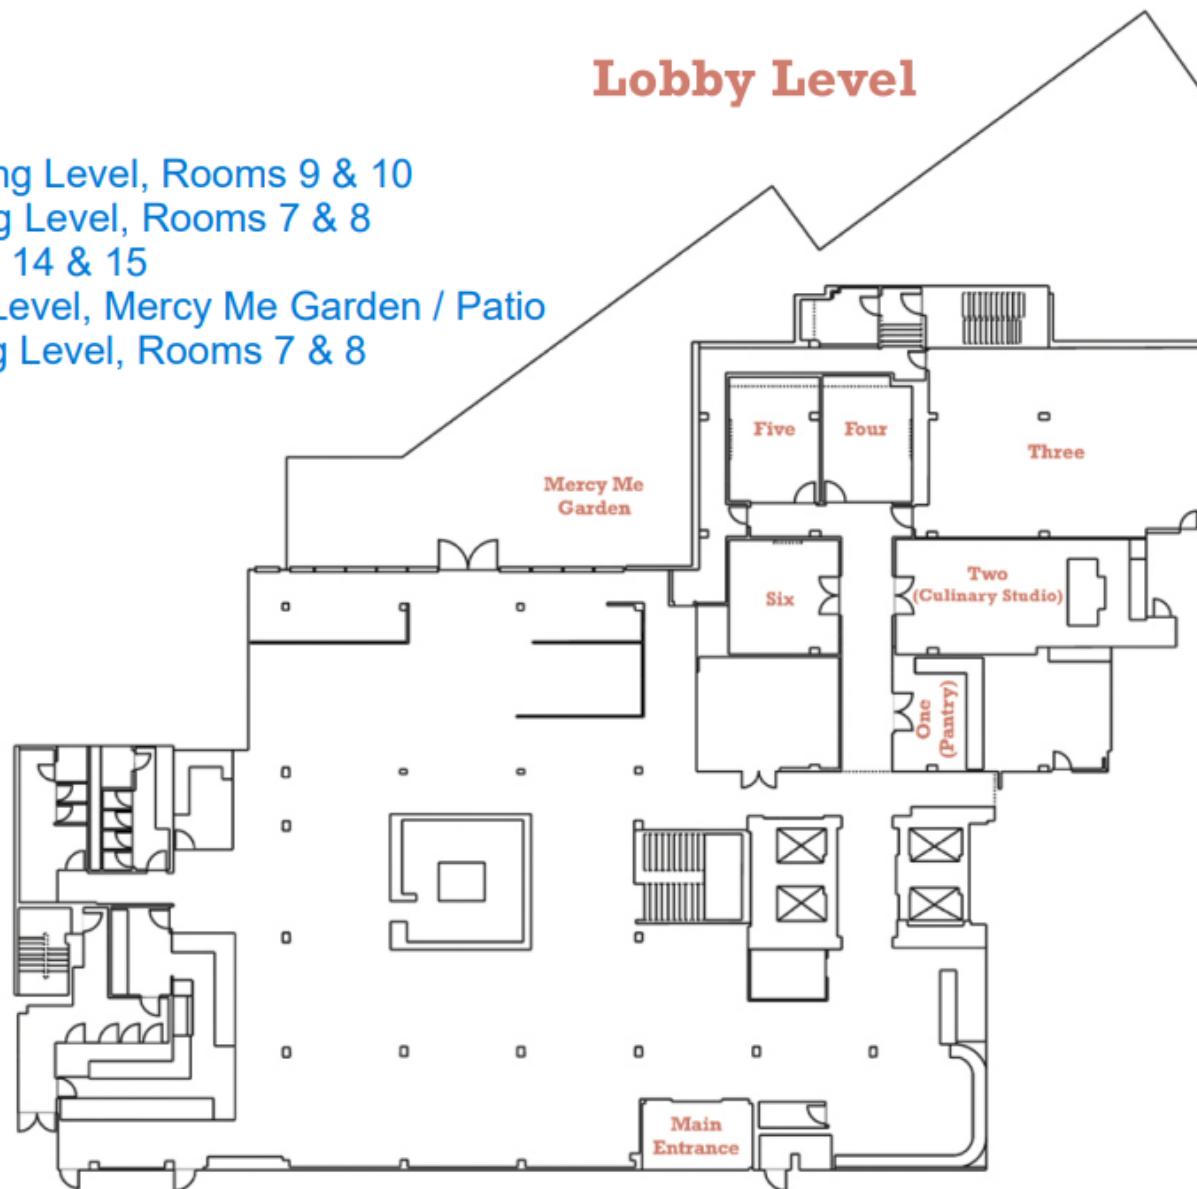 Lobby Level
ng Level, Rooms 9 & 10
g Level, Rooms 7 & 8
14 & 15
Level, Mercy Me Garden / Patio
g Level, Rooms 7 & 8
Five
Four
Three
Mercy Me
Garden
Six
Two
(Culinary Studio)
One
(Pantry)
Main
Entrance